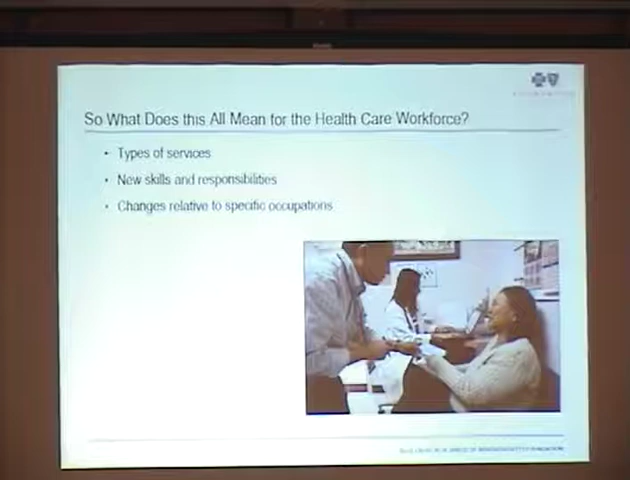 So What Does this All Mean for the Health Care Workforce?
• Types of services
• New skills and responsibilities
• Changes relative to specific occupations